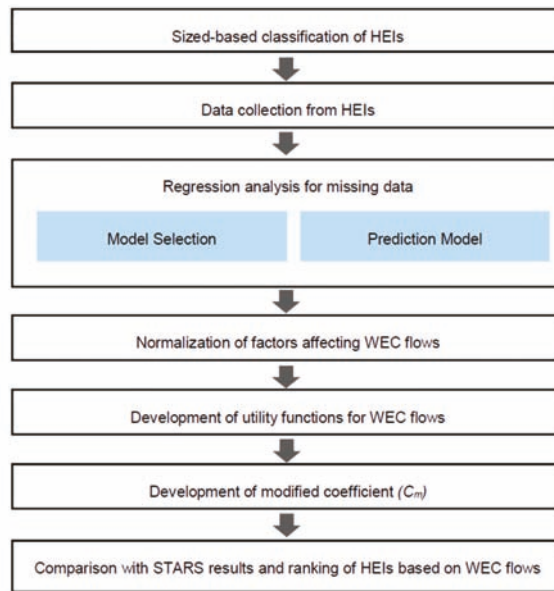 Sized-based classification of HEIs
Data collection from HEIs
Regression analysis for missing data
Model Selection
Prediction Model
Normalization of factors affecting WEC flows
Development of utility functions for WEC flows
Development of modified coefficient (Cm)
Comparison with STARS results and ranking of HEIs based on WEC flows